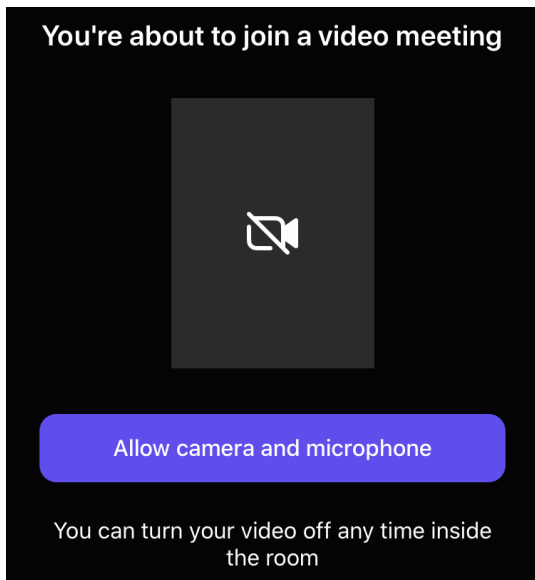 You're about to join a video meeting
Allow camera and microphone
You can turn your video off any time inside
the room